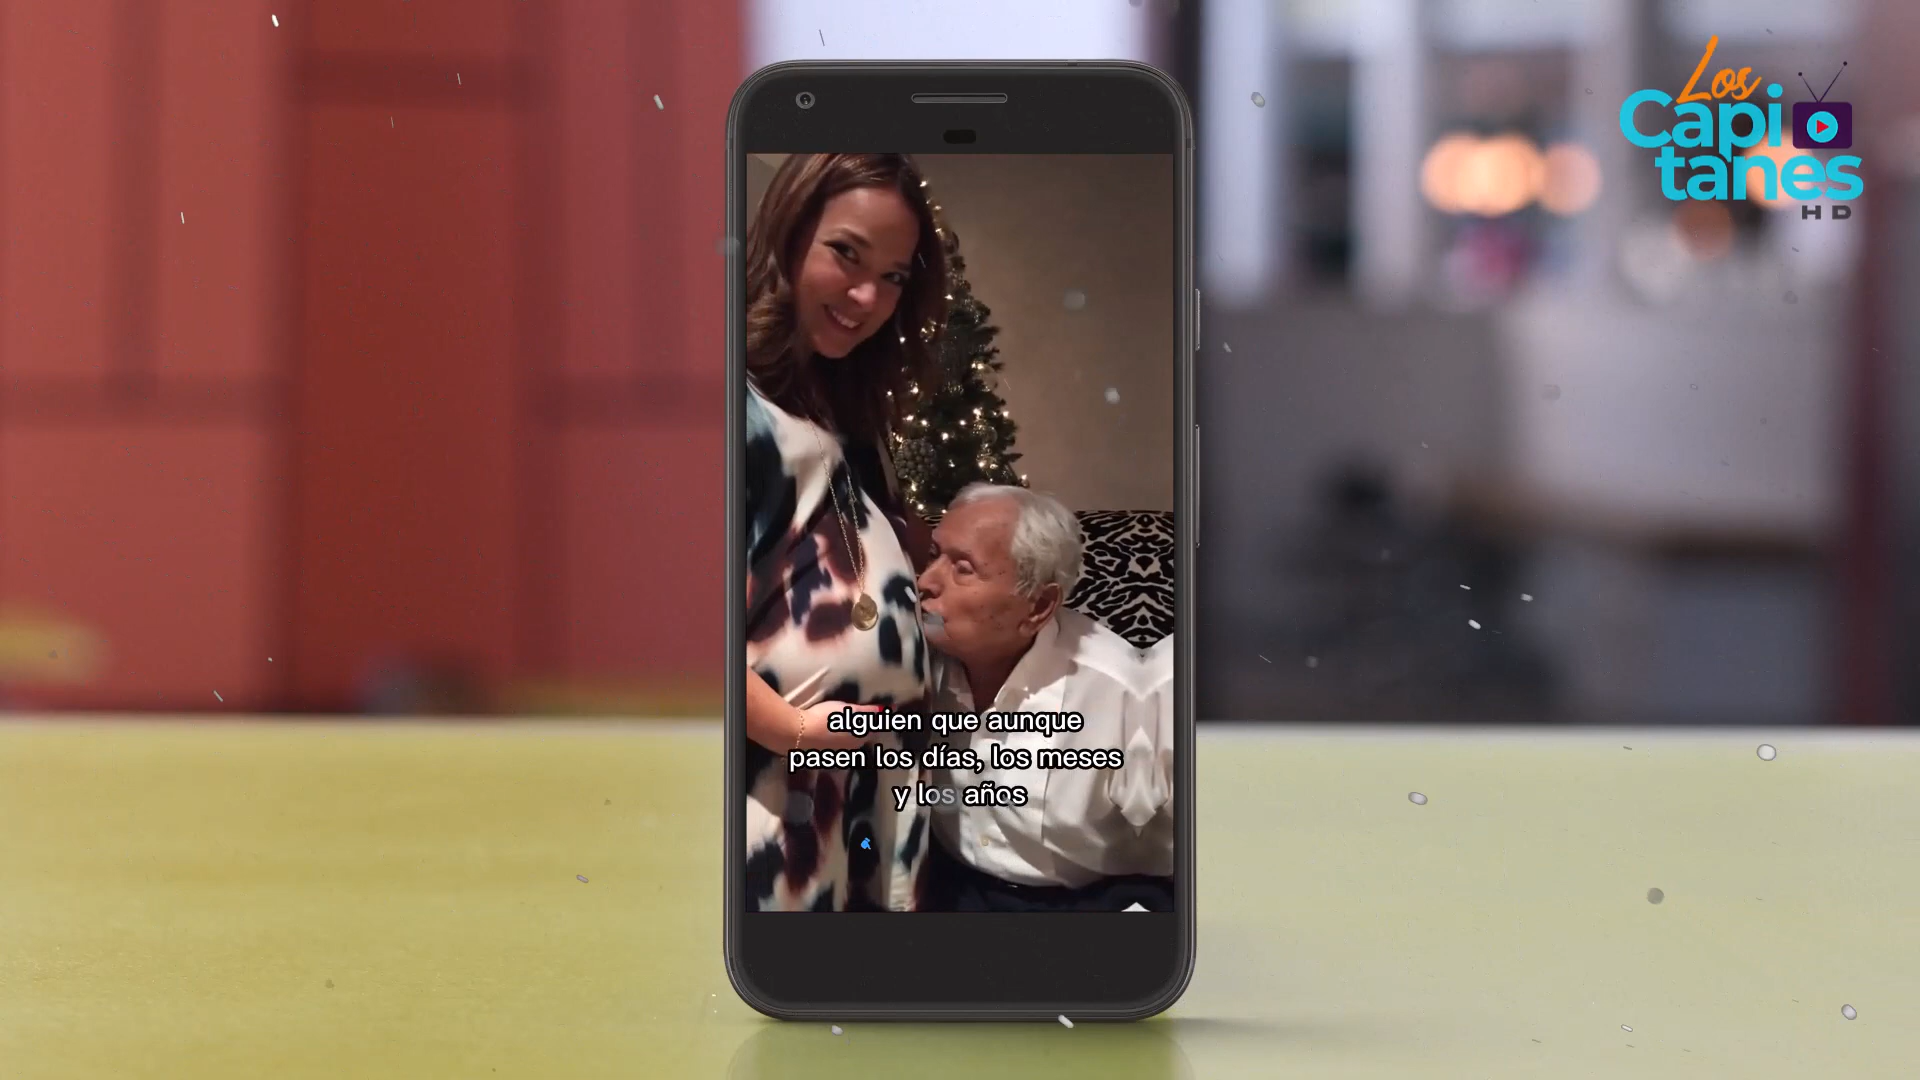 Los
Capi
tanes
HD
alguien que aunque
pasen los días, los meses
y los años